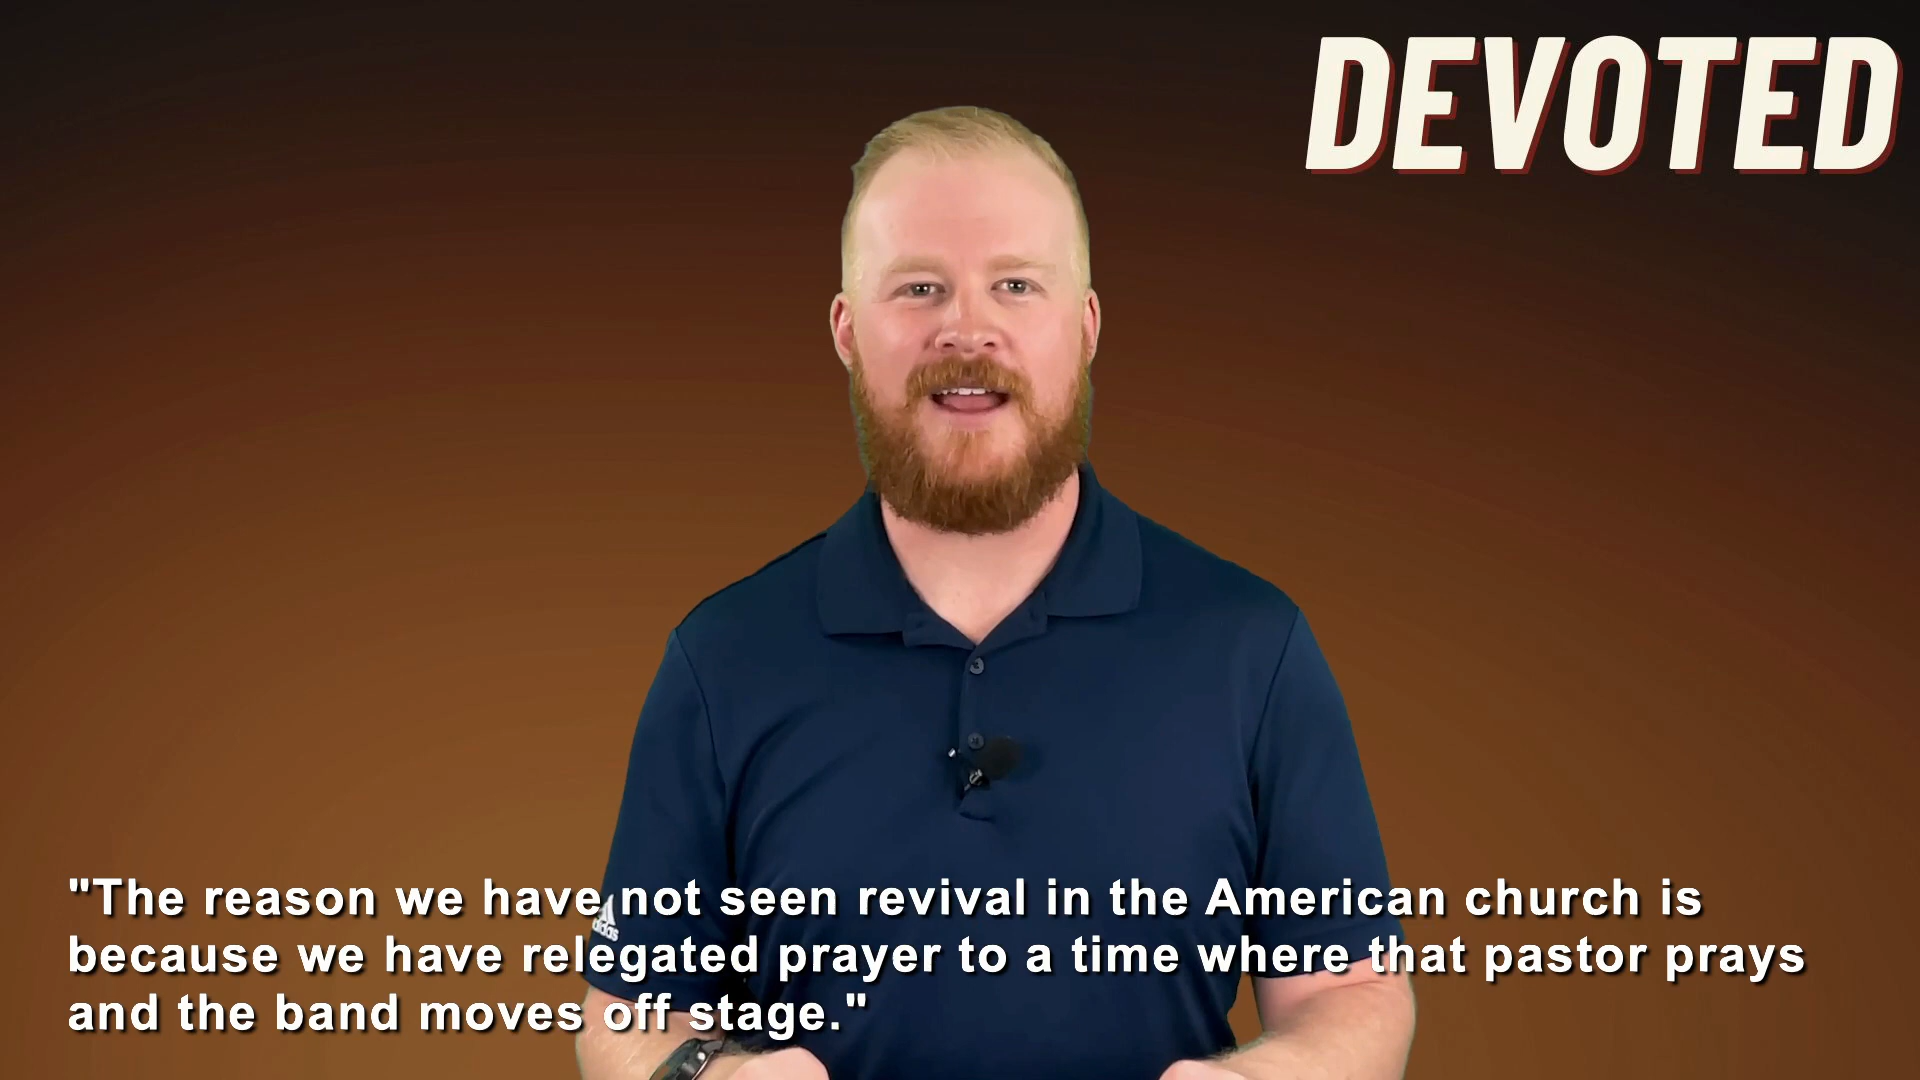 DEVOTED
"The reason we have not seen revival in the American church is
because we have relegated prayer to a time where that pastor prays
and the band moves off stage."
adidas